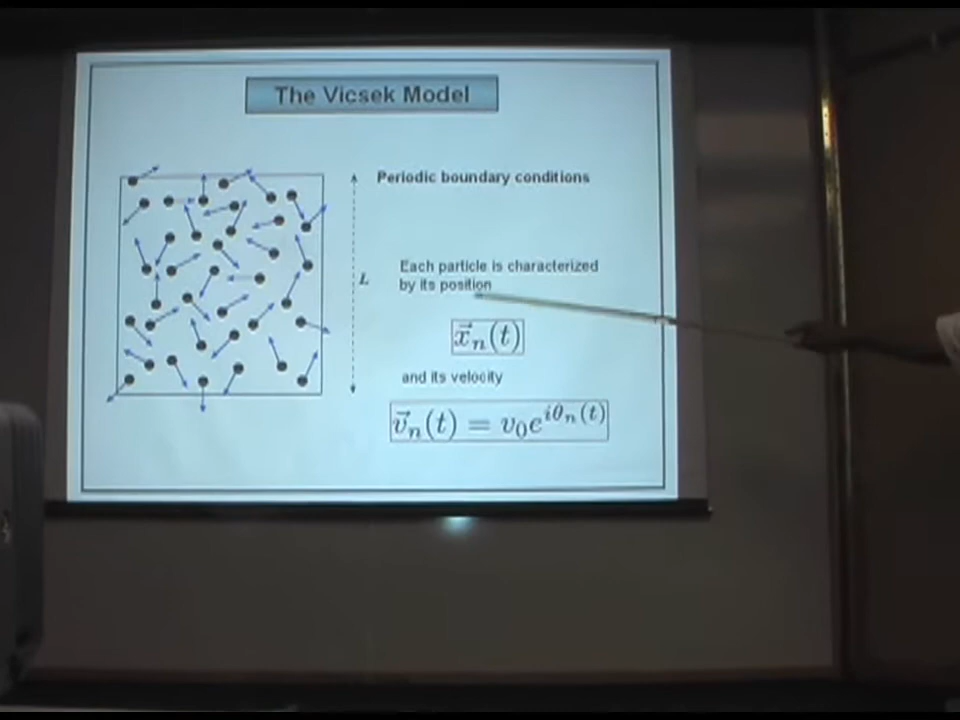 The Vicsek Model
Periodic boundary conditions
L
Each particle is characterized
by its position
$\vec{x}_n(t)$
and its velocity
$\vec{v}_n(t) = v_0 e^{i\theta_n(t)}$